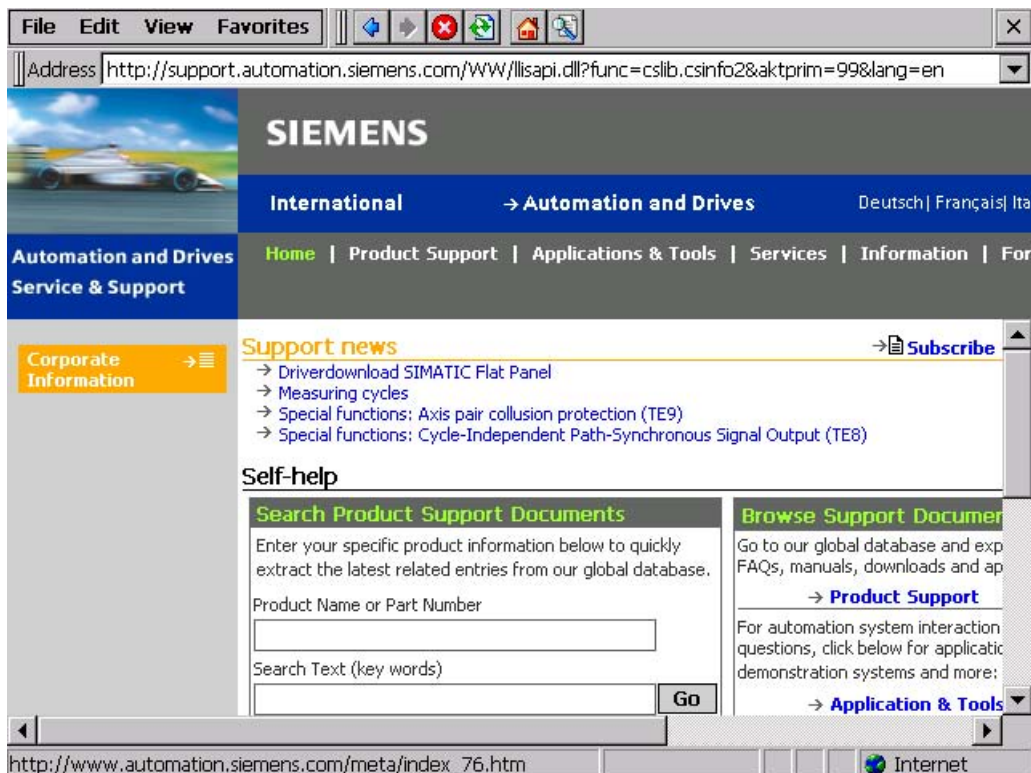 File Edit View Favorites
Address http://support.automation.siemens.com/WW/llisapi.dll?func=cslib.csinfo2&aktprim=99&lang=en
SIEMENS
International → Automation and Drives Deutsch| Français| Ita
Automation and Drives
Service & Support
Home | Product Support | Applications & Tools | Services | Information | For
Corporate
Information
Support news
→ Subscribe
→ Driverdownload SIMATIC Flat Panel
→ Measuring cycles
→ Special functions: Axis pair collusion protection (TE9)
→ Special functions: Cycle-Independent Path-Synchronous Signal Output (TE8)
Self-help
Search Product Support Documents
Enter your specific product information below to quickly
extract the latest related entries from our global database.
Product Name or Part Number
Search Text (key words)
Go
Browse Support Documen
Go to our global database and exp
FAQs, manuals, downloads and ap
→ Product Support
For automation system interaction
questions, click below for applicatic
demonstration systems and more:
→ Application & Tools
http://www.automation.siemens.com/meta/index_76.htm
Internet